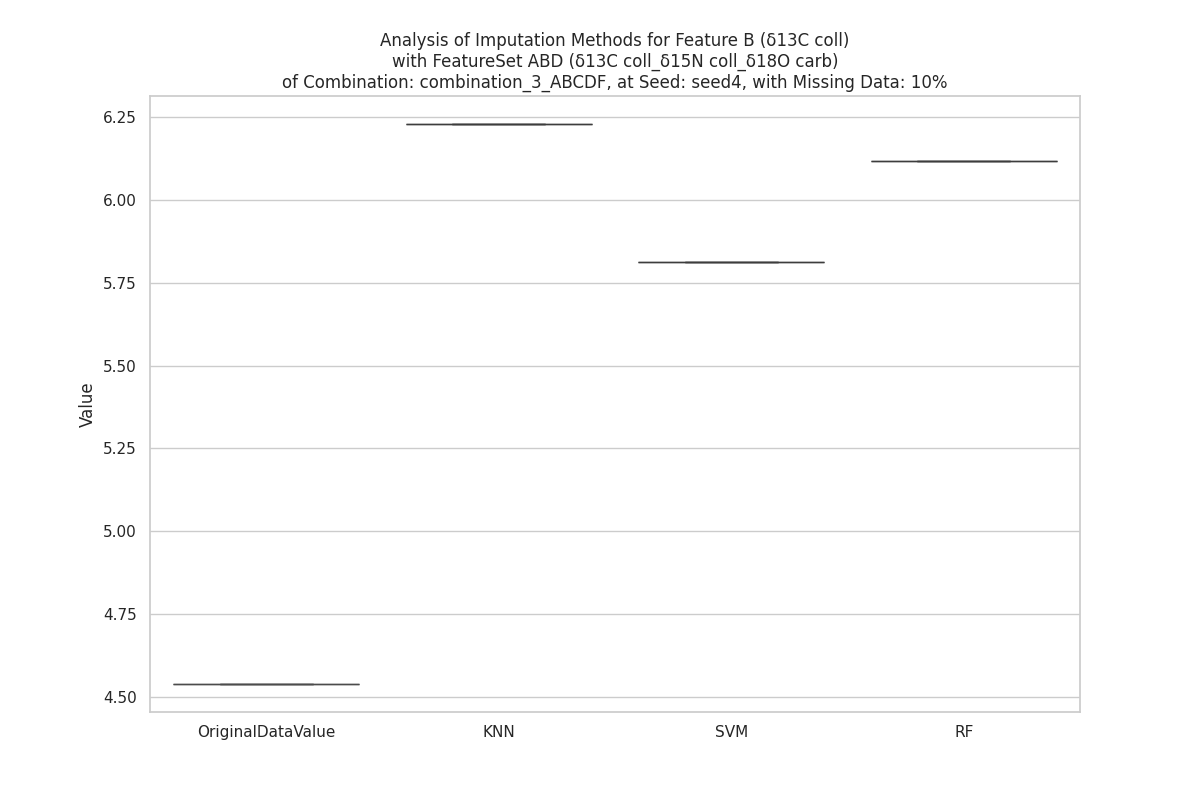 Analysis of Imputation Methods for Feature B (δ13C coll)
with FeatureSet ABD (δ13C coll_δ15N coll_δ18O carb)
of Combination: combination_3_ABCDF, at Seed: seed4, with Missing Data: 10%
6.25
6.00
5.75
5.50
5.25
5.00
4.75
4.50
Value
OriginalDataValue
KNN
SVM
RF